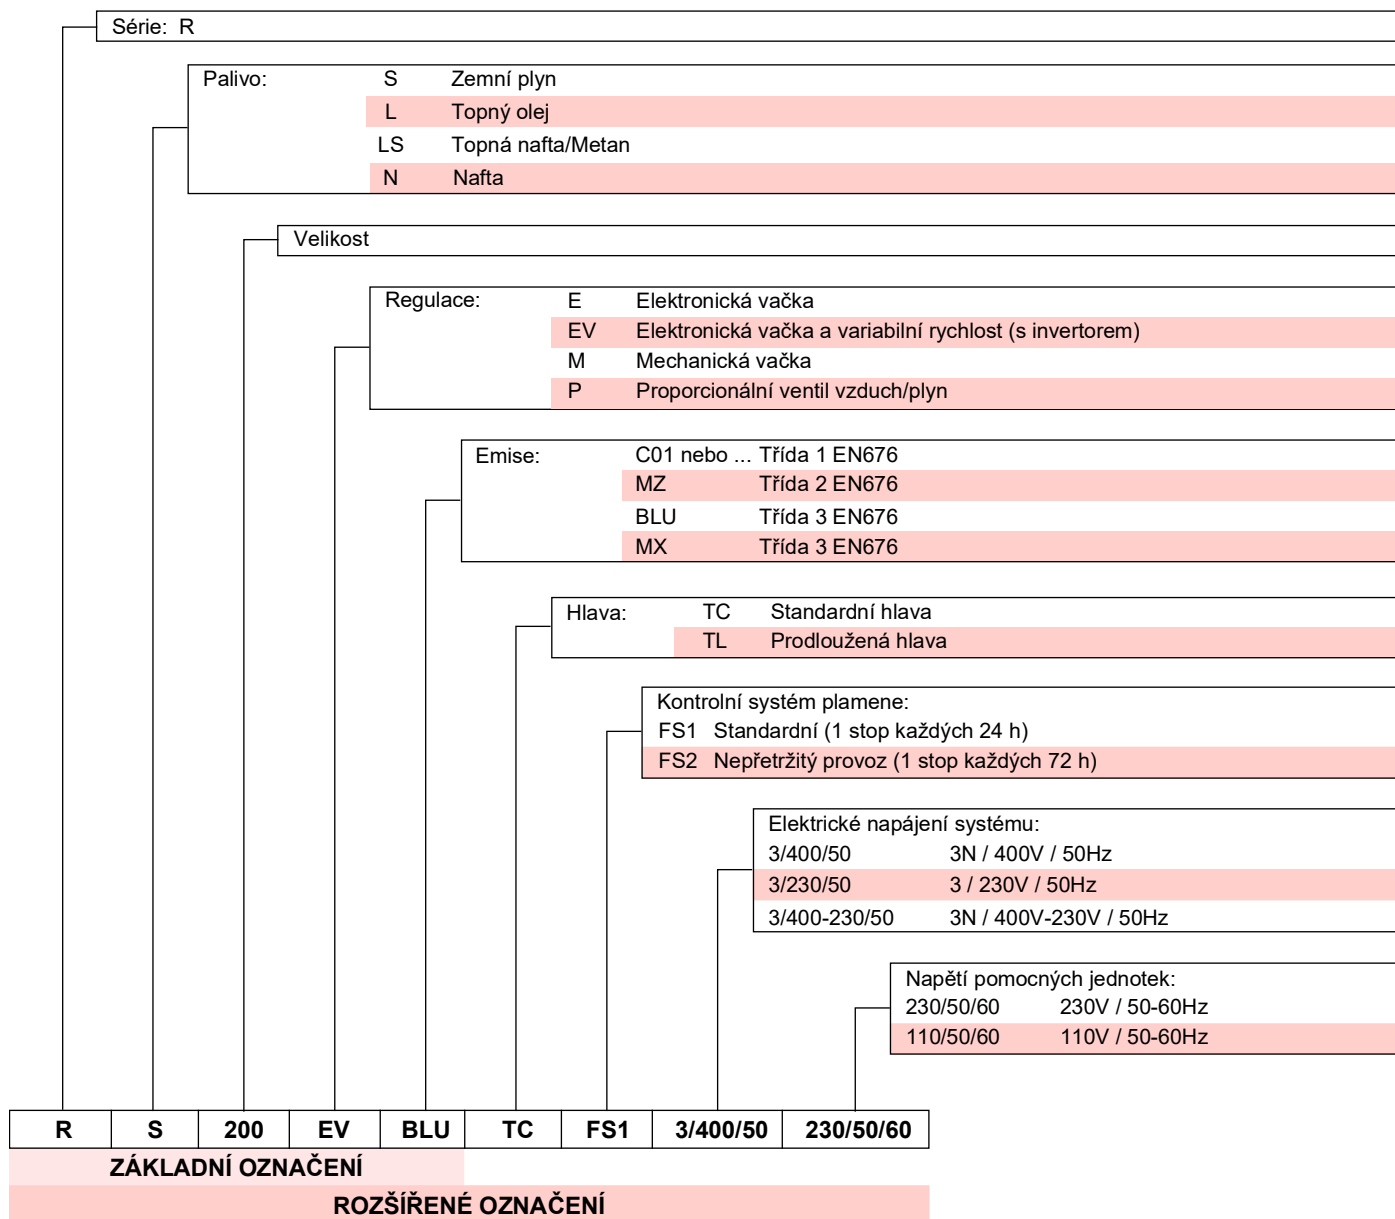 Série: R
Palivo: S Zemní plyn
L Topný olej
LS Topná nafta/Metan
N Nafta
Velikost
Regulace: E Elektronická vačka
EV Elektronická vačka a variabilní rychlost (s invertorem)
M Mechanická vačka
P Proporcionální ventil vzduch/plyn
Emise: C01 nebo ... Třída 1 EN676
MZ Třída 2 EN676
BLU Třída 3 EN676
MX Třída 3 EN676
Hlava: TC Standardní hlava
TL Prodloužená hlava
Kontrolní systém plamene:
FS1 Standardní (1 stop každých 24 h)
FS2 Nepřetržitý provoz (1 stop každých 72 h)
Elektrické napájení systému:
3/400/50 3N / 400V / 50Hz
3/230/50 3 / 230V / 50Hz
3/400-230/50 3N / 400V-230V / 50Hz
Napětí pomocných jednotek:
230/50/60 230V / 50-60Hz
110/50/60 110V / 50-60Hz
R S 200 EV BLU TC FS1 3/400/50 230/50/60
ZÁKLADNÍ OZNAČENÍ
ROZŠÍŘENÉ OZNAČENÍ